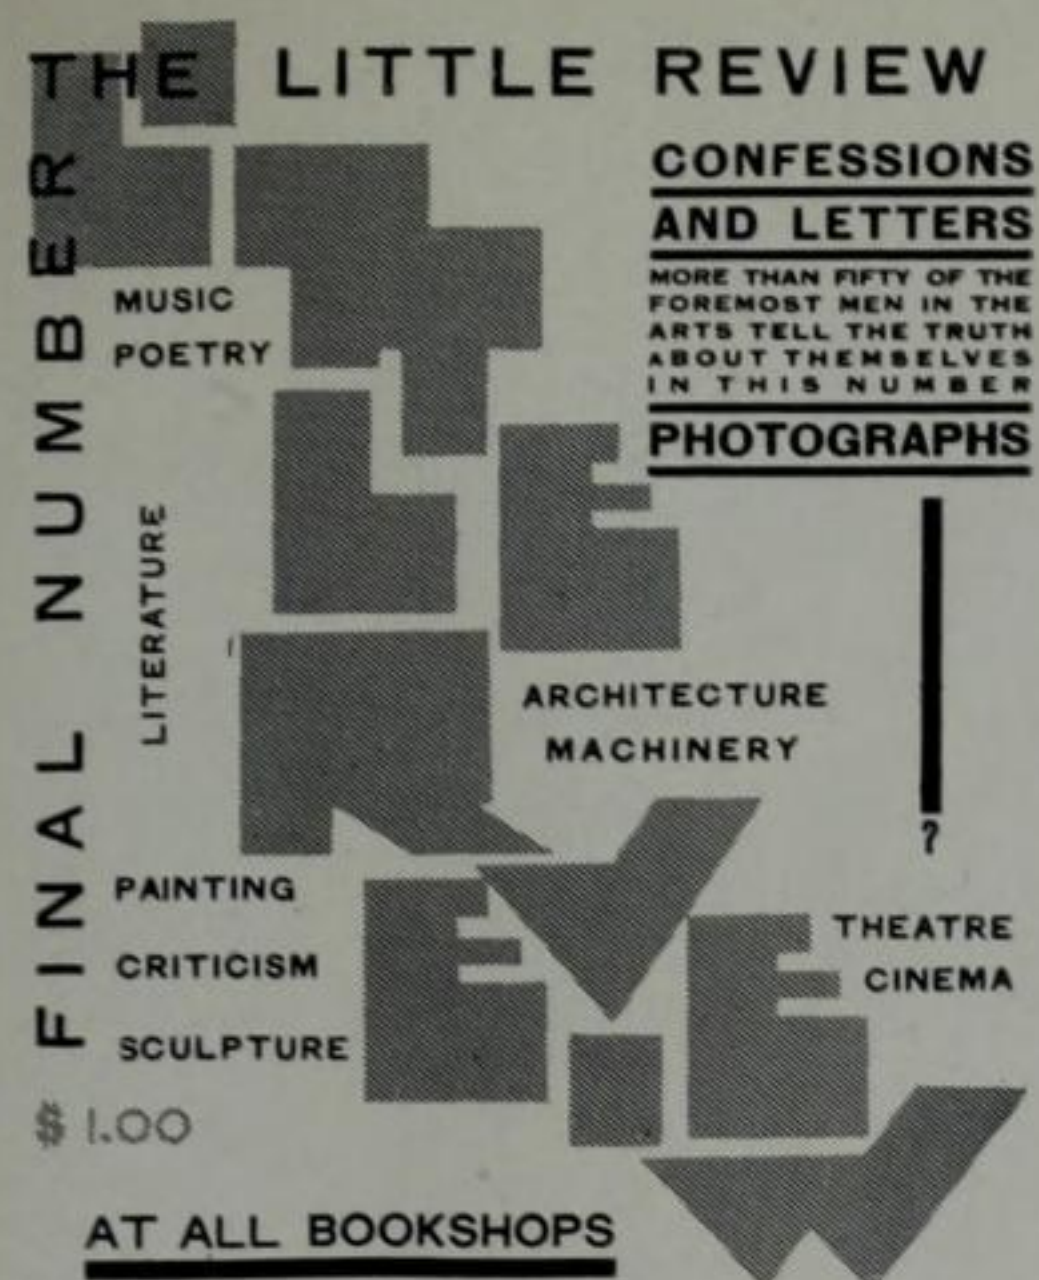 THE LITTLE REVIEW
FINAL NUMBER
CONFESSIONS
AND LETTERS
MORE THAN FIFTY OF THE
FOREMOST MEN IN THE
ARTS TELL THE TRUTH
ABOUT THEMSELVES
IN THIS NUMBER
PHOTOGRAPHS
MUSIC
POETRY
LITTLE
REVIEW
LITERATURE
ARCHITECTURE
MACHINERY
?
PAINTING
CRITICISM
SCULPTURE
THEATRE
CINEMA
$1.00
AT ALL BOOKSHOPS